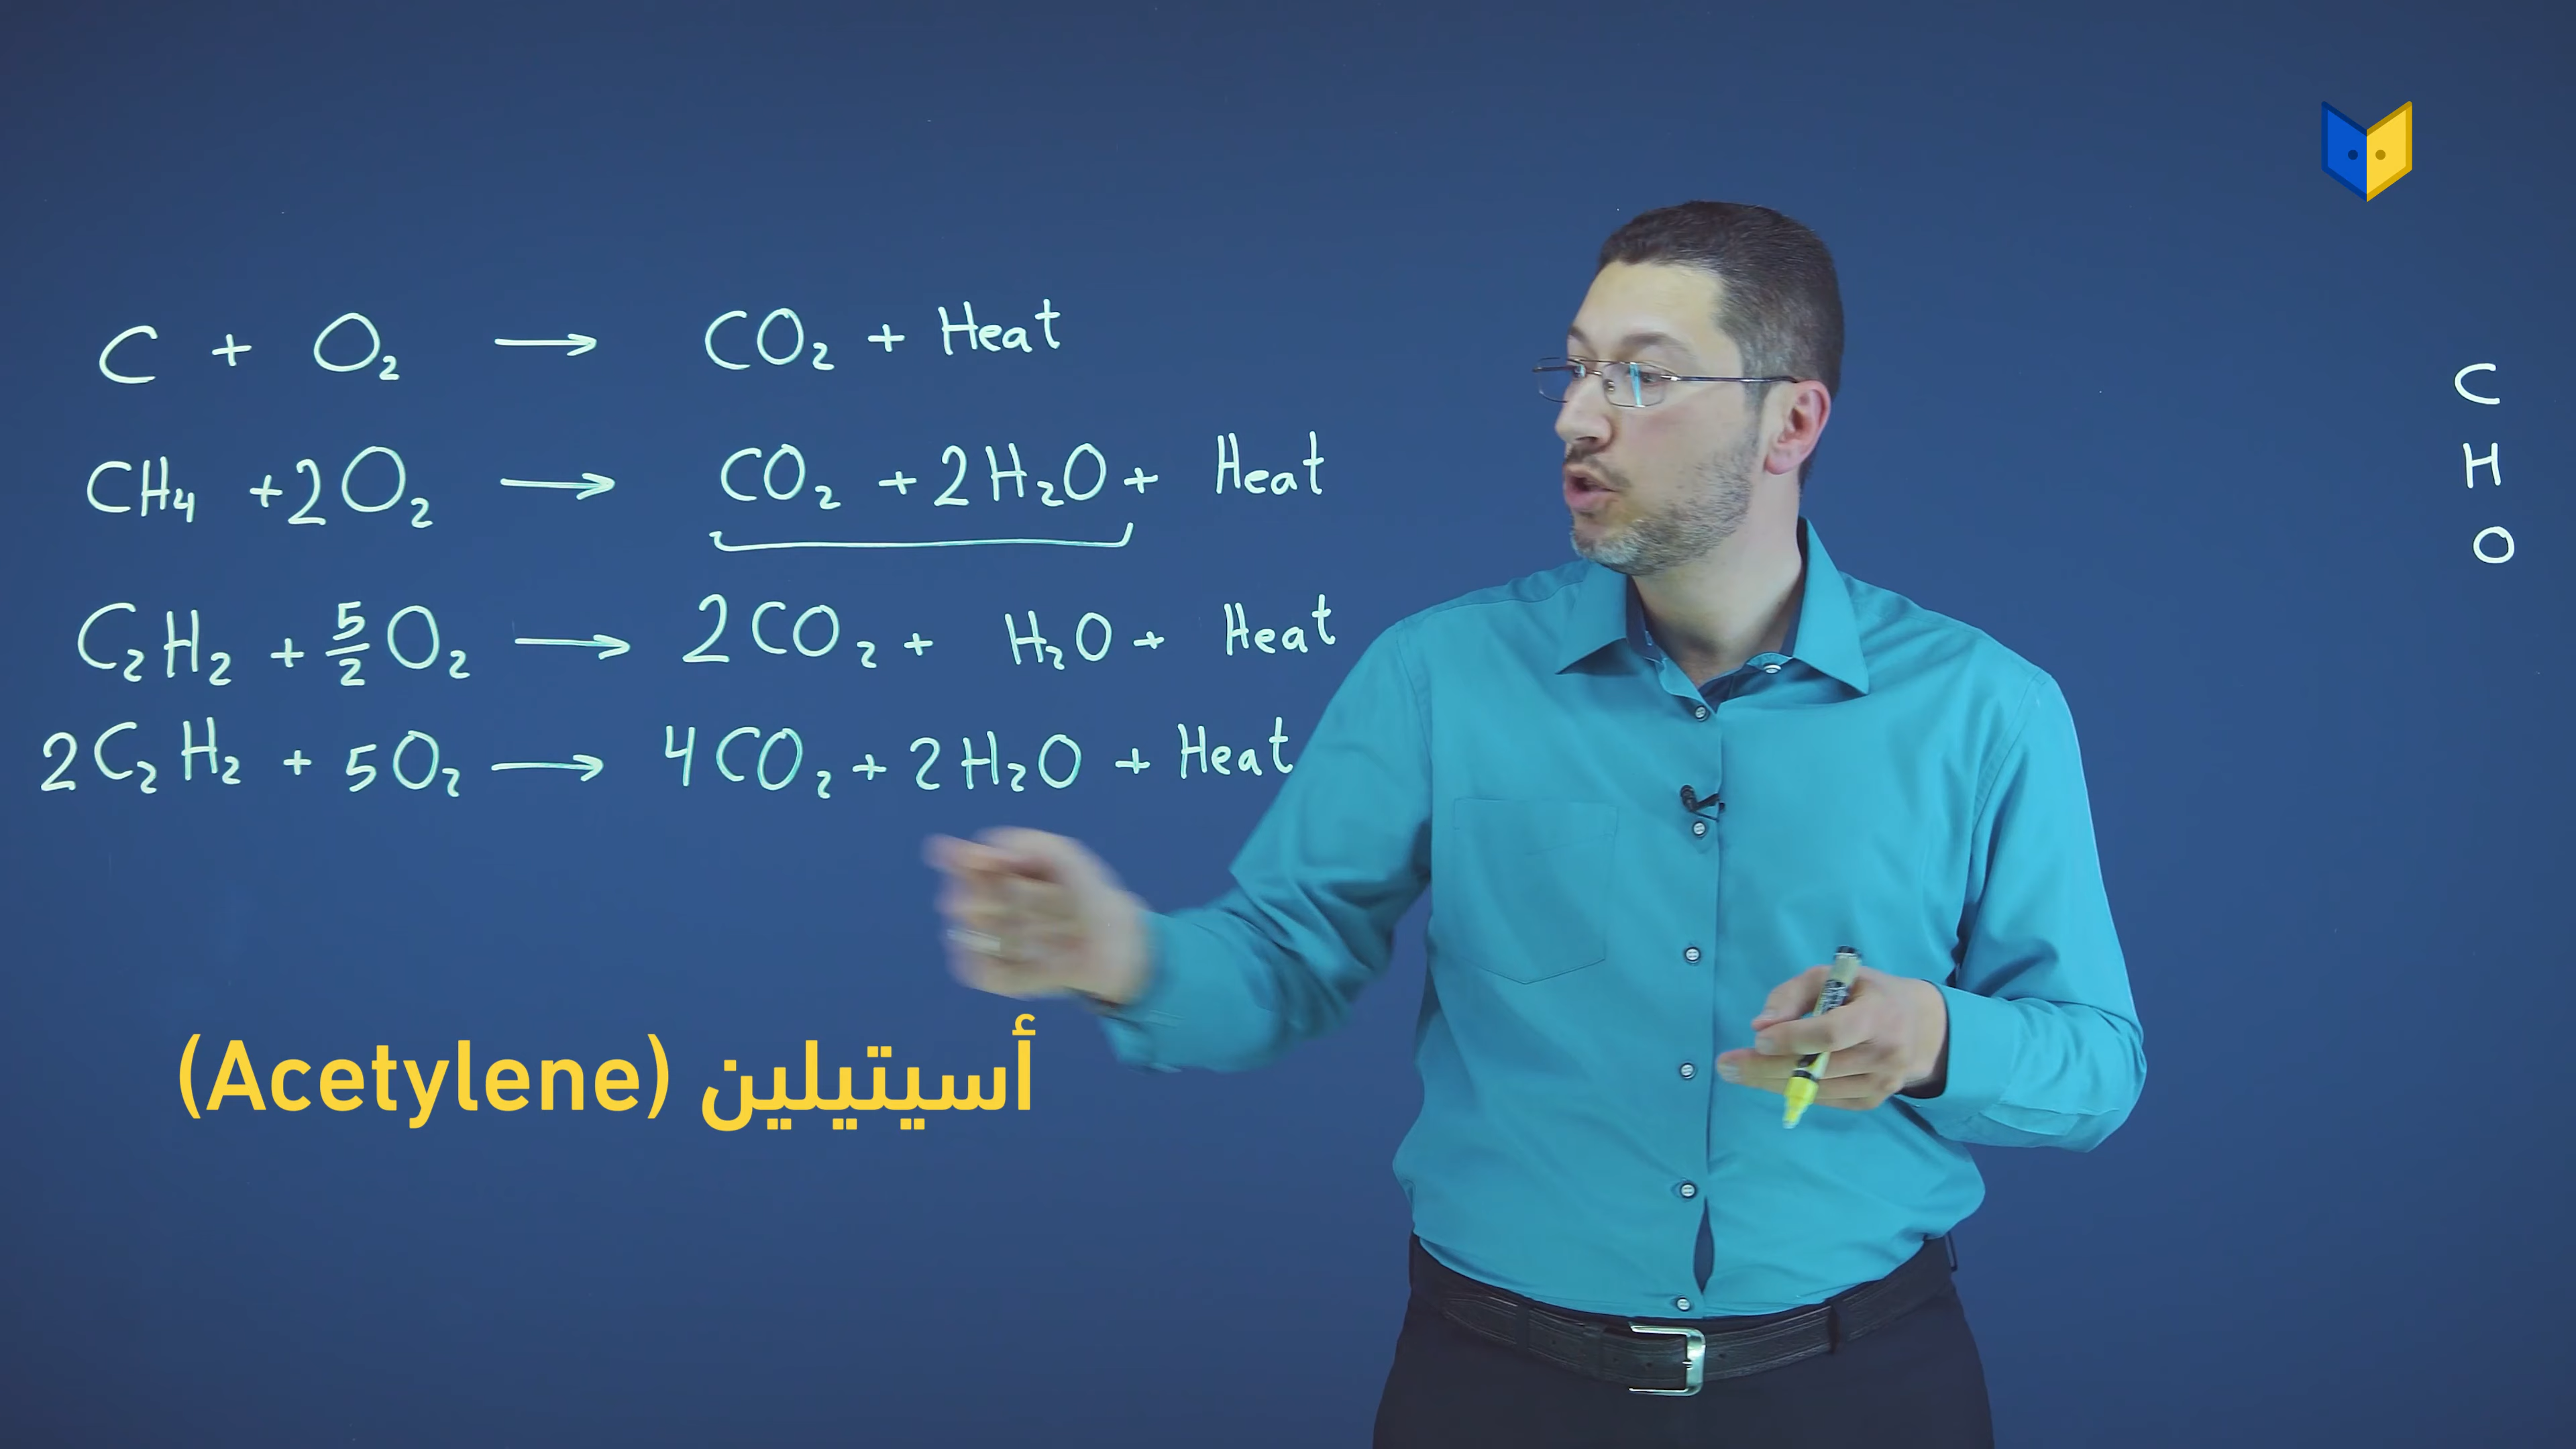 C + O₂ → CO₂ + Heat
CH₄ + 2O₂ → CO₂ + 2H₂O + Heat
C₂H₂ + 5/2 O₂ → 2CO₂ + H₂O + Heat
2C₂H₂ + 5O₂ → 4CO₂ + 2H₂O + Heat
C
H
O
أسيتيلين (Acetylene)